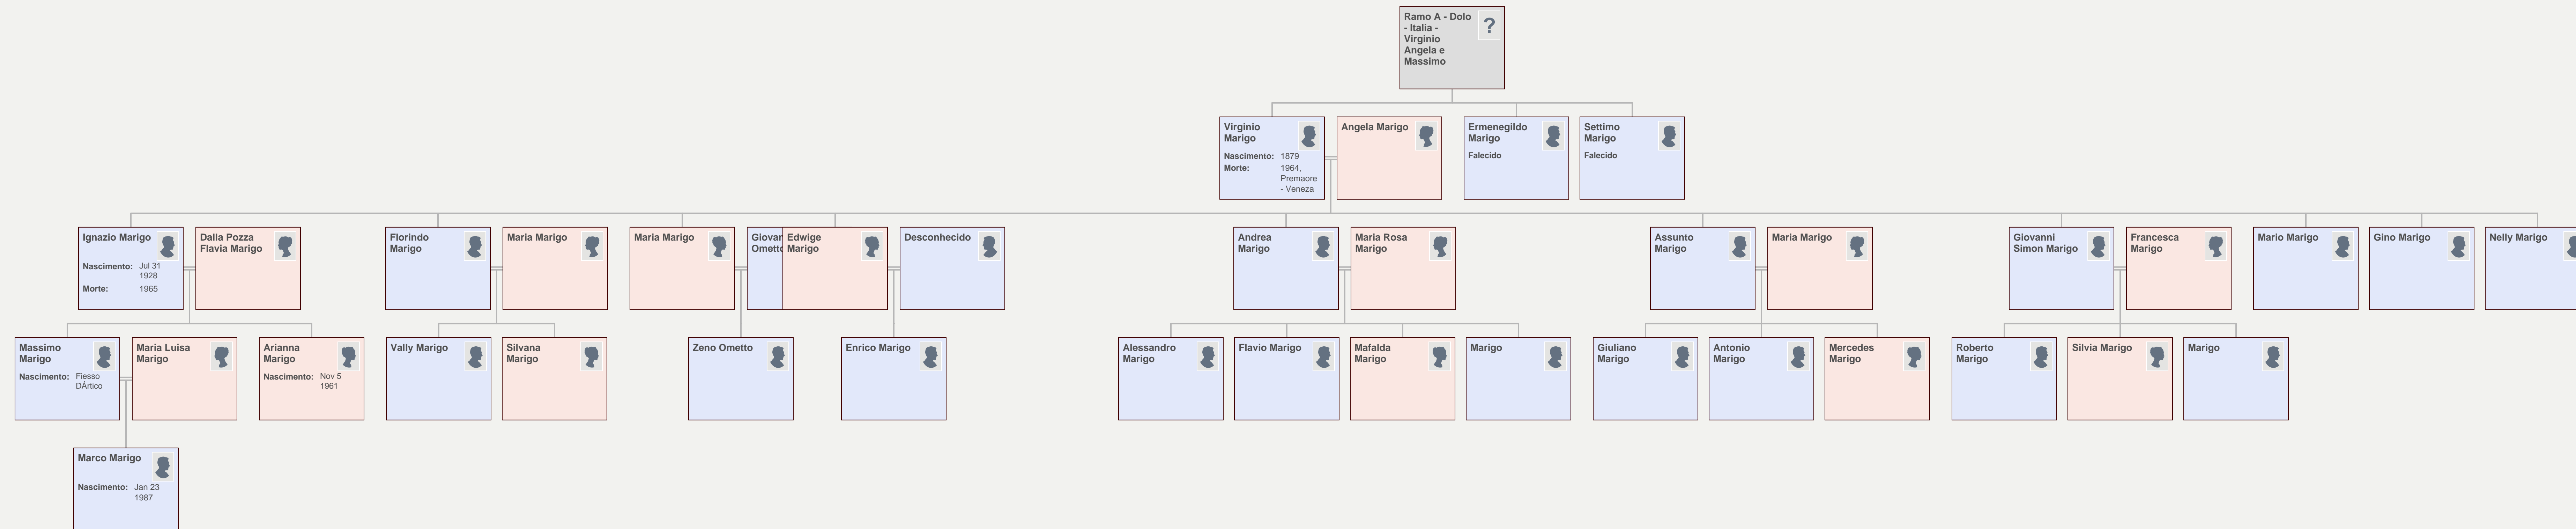 Ramo A - Dolo
- Italia -
Virginio
Angela e
Massimo
?
Virginio
Marigo
Nascimento: 1879
Morte: 1964,
Premaore
- Veneza
Angela Marigo
Ermenegildo
Marigo
Falecido
Settimo
Marigo
Falecido
Ignazio Marigo
Nascimento: Jul 31
1928
Morte: 1965
Dalla Pozza
Flavia Marigo
Florindo
Marigo
Maria Marigo
Maria Marigo
Edwige
Marigo
Desconhecido
Andrea
Marigo
Maria Rosa
Marigo
Assunto
Marigo
Maria Marigo
Giovanni
Simon Marigo
Francesca
Marigo
Mario Marigo
Gino Marigo
Nelly Marigo
Massimo
Marigo
Nascimento: Fiesso
DÁrtico
Maria Luisa
Marigo
Arianna
Marigo
Nascimento: Nov 5
1961
Vally Marigo
Silvana
Marigo
Zeno Ometto
Enrico Marigo
Alessandro
Marigo
Flavio Marigo
Mafalda
Marigo
Marigo
Giuliano
Marigo
Antonio
Marigo
Mercedes
Marigo
Roberto
Marigo
Silvia Marigo
Marigo
Marco Marigo
Nascimento: Jan 23
1987